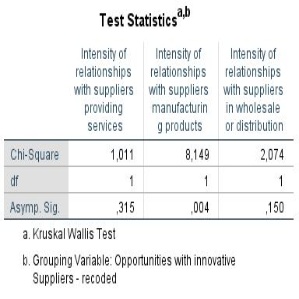 Test Statistics a,b
Intensity of relationships with suppliers providing services
Intensity of relationships with suppliers manufacturin g products
Intensity of relationships with suppliers in wholesale or distribution
Chi-Square 1,011 8,149 2,074
df 1 1 1
Asymp. Sig. ,315 ,004 ,150
a. Kruskal Wallis Test
b. Grouping Variable: Opportunities with innovative
Suppliers - recoded